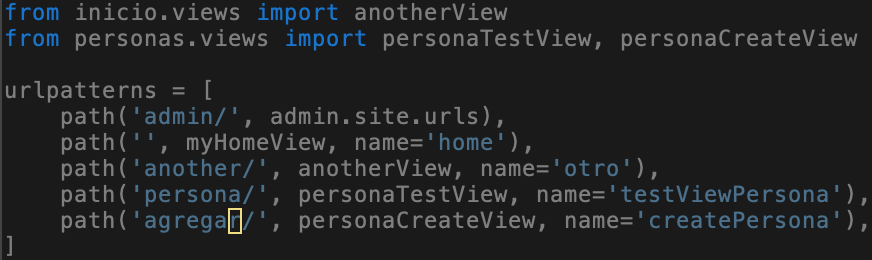 from inicio.views import anotherView
from personas.views import personaTestView, personaCreateView
urlpatterns = [
    path('admin/', admin.site.urls),
    path('', myHomeView, name='home'),
    path('another/', anotherView, name='otro'),
    path('persona/', personaTestView, name='testViewPersona'),
    path('agregar/', personaCreateView, name='createPersona'),
]